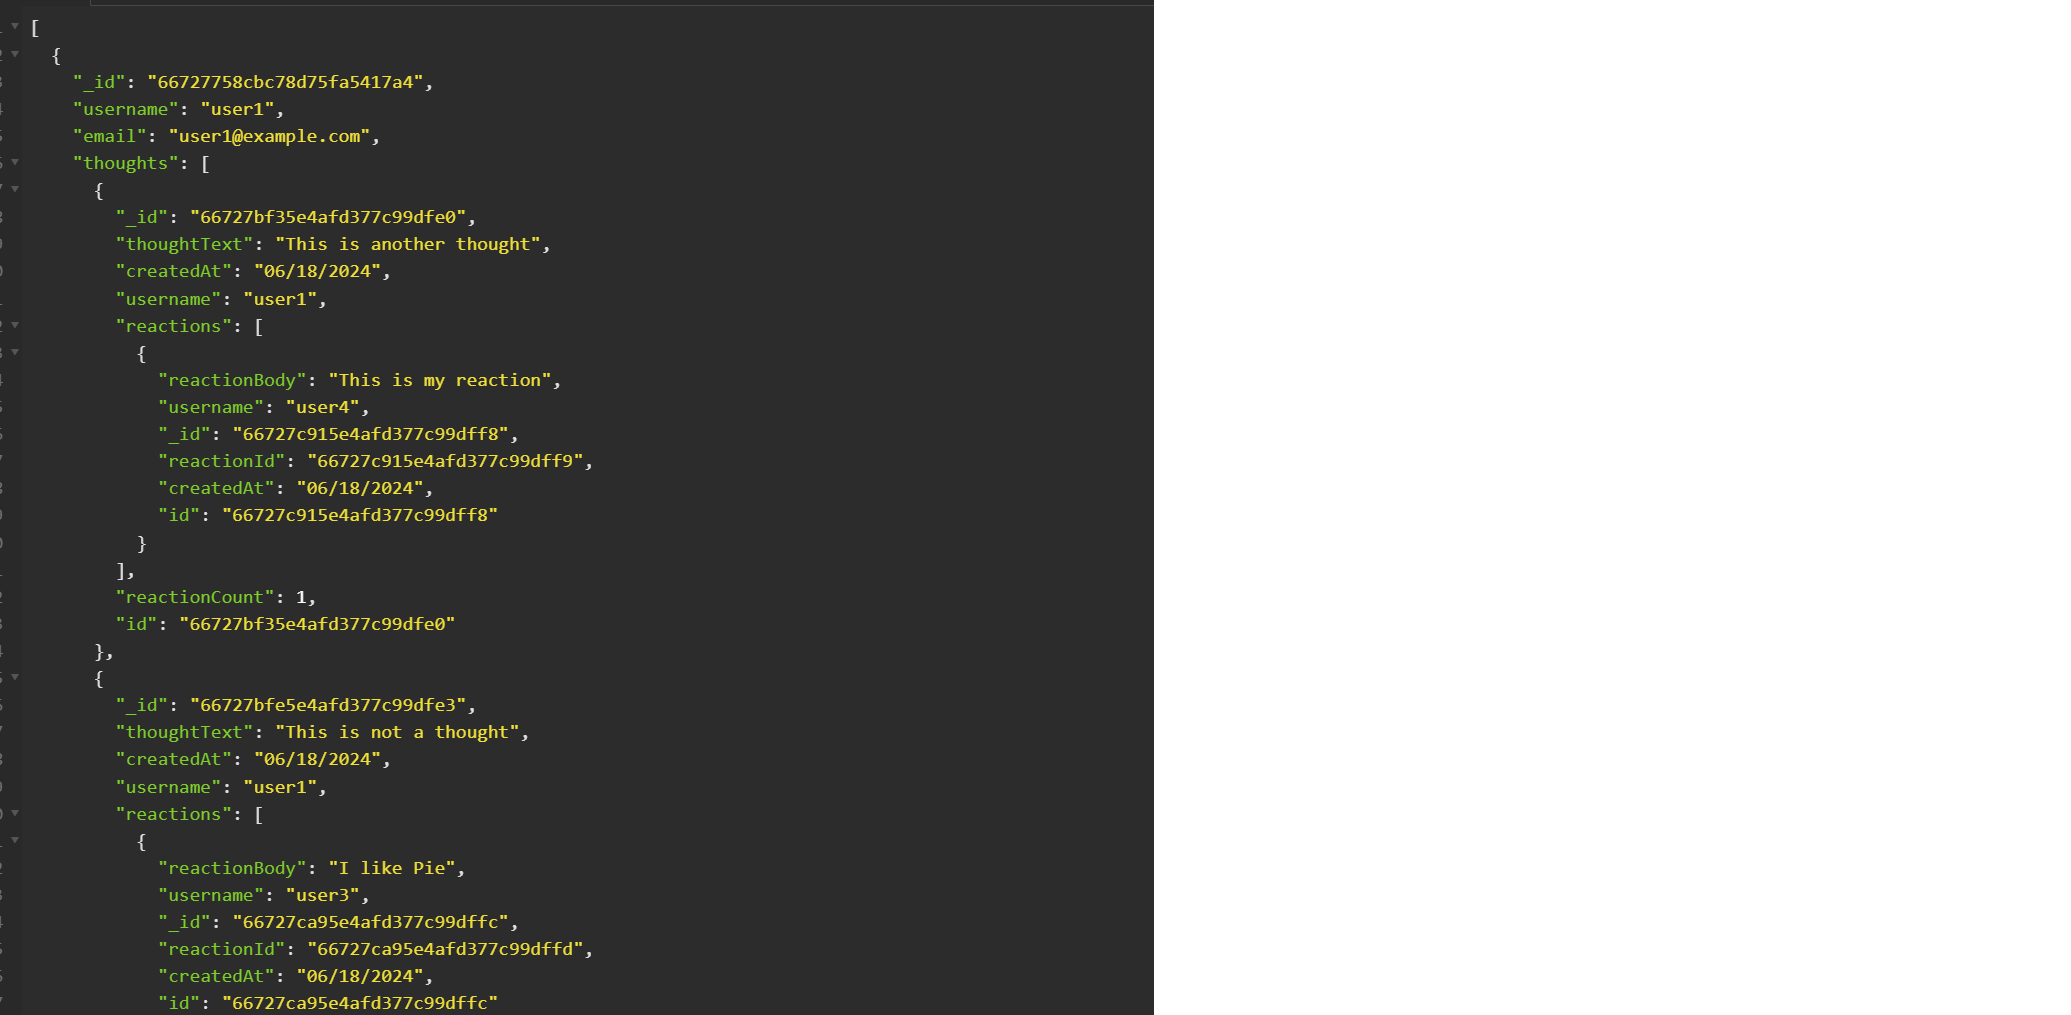 [
{
"_id": "66727758cbc78d75fa5417a4",
"username": "user1",
"email": "user1@example.com",
"thoughts": [
{
"_id": "66727bf35e4afd377c99dfe0",
"thoughtText": "This is another thought",
"createdAt": "06/18/2024",
"username": "user1",
"reactions": [
{
"reactionBody": "This is my reaction",
"username": "user4",
"_id": "66727c915e4afd377c99dff8",
"reactionId": "66727c915e4afd377c99dff9",
"createdAt": "06/18/2024",
"id": "66727c915e4afd377c99dff8"
}
],
"reactionCount": 1,
"id": "66727bf35e4afd377c99dfe0"
},
{
"_id": "66727bfe5e4afd377c99dfe3",
"thoughtText": "This is not a thought",
"createdAt": "06/18/2024",
"username": "user1",
"reactions": [
{
"reactionBody": "I like Pie",
"username": "user3",
"_id": "66727ca95e4afd377c99dffc",
"reactionId": "66727ca95e4afd377c99dffd",
"createdAt": "06/18/2024",
"id": "66727ca95e4afd377c99dffc"